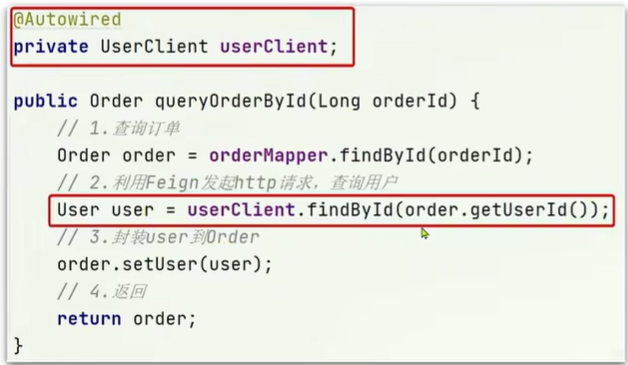 @Autowired
private UserClient userClient;
public Order queryOrderById(Long orderId) {
// 1.查询订单
Order order = orderMapper.findById(orderId);
// 2.利用Feign发起http请求，查询用户
User user = userClient.findById(order.getUserId());
// 3.封装user到Order
order.setUser(user);
// 4.返回
return order;
}